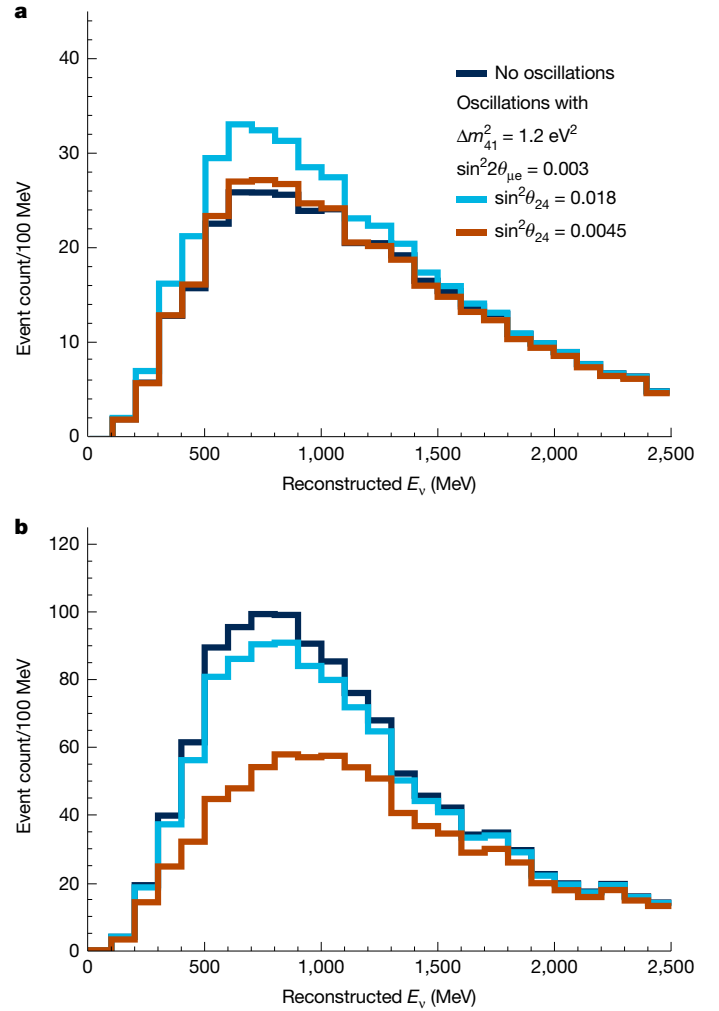 a
40
30
20
10
0
Event count/100 MeV
No oscillations
Oscillations with
Δm²₄₁ = 1.2 eV²
sin²2θμe = 0.003
sin²θ₂₄ = 0.018
sin²θ₂₄ = 0.0045
0 500 1,000 1,500 2,000 2,500
Reconstructed Eν (MeV)
b
120
100
80
60
40
20
0
Event count/100 MeV
0 500 1,000 1,500 2,000 2,500
Reconstructed Eν (MeV)